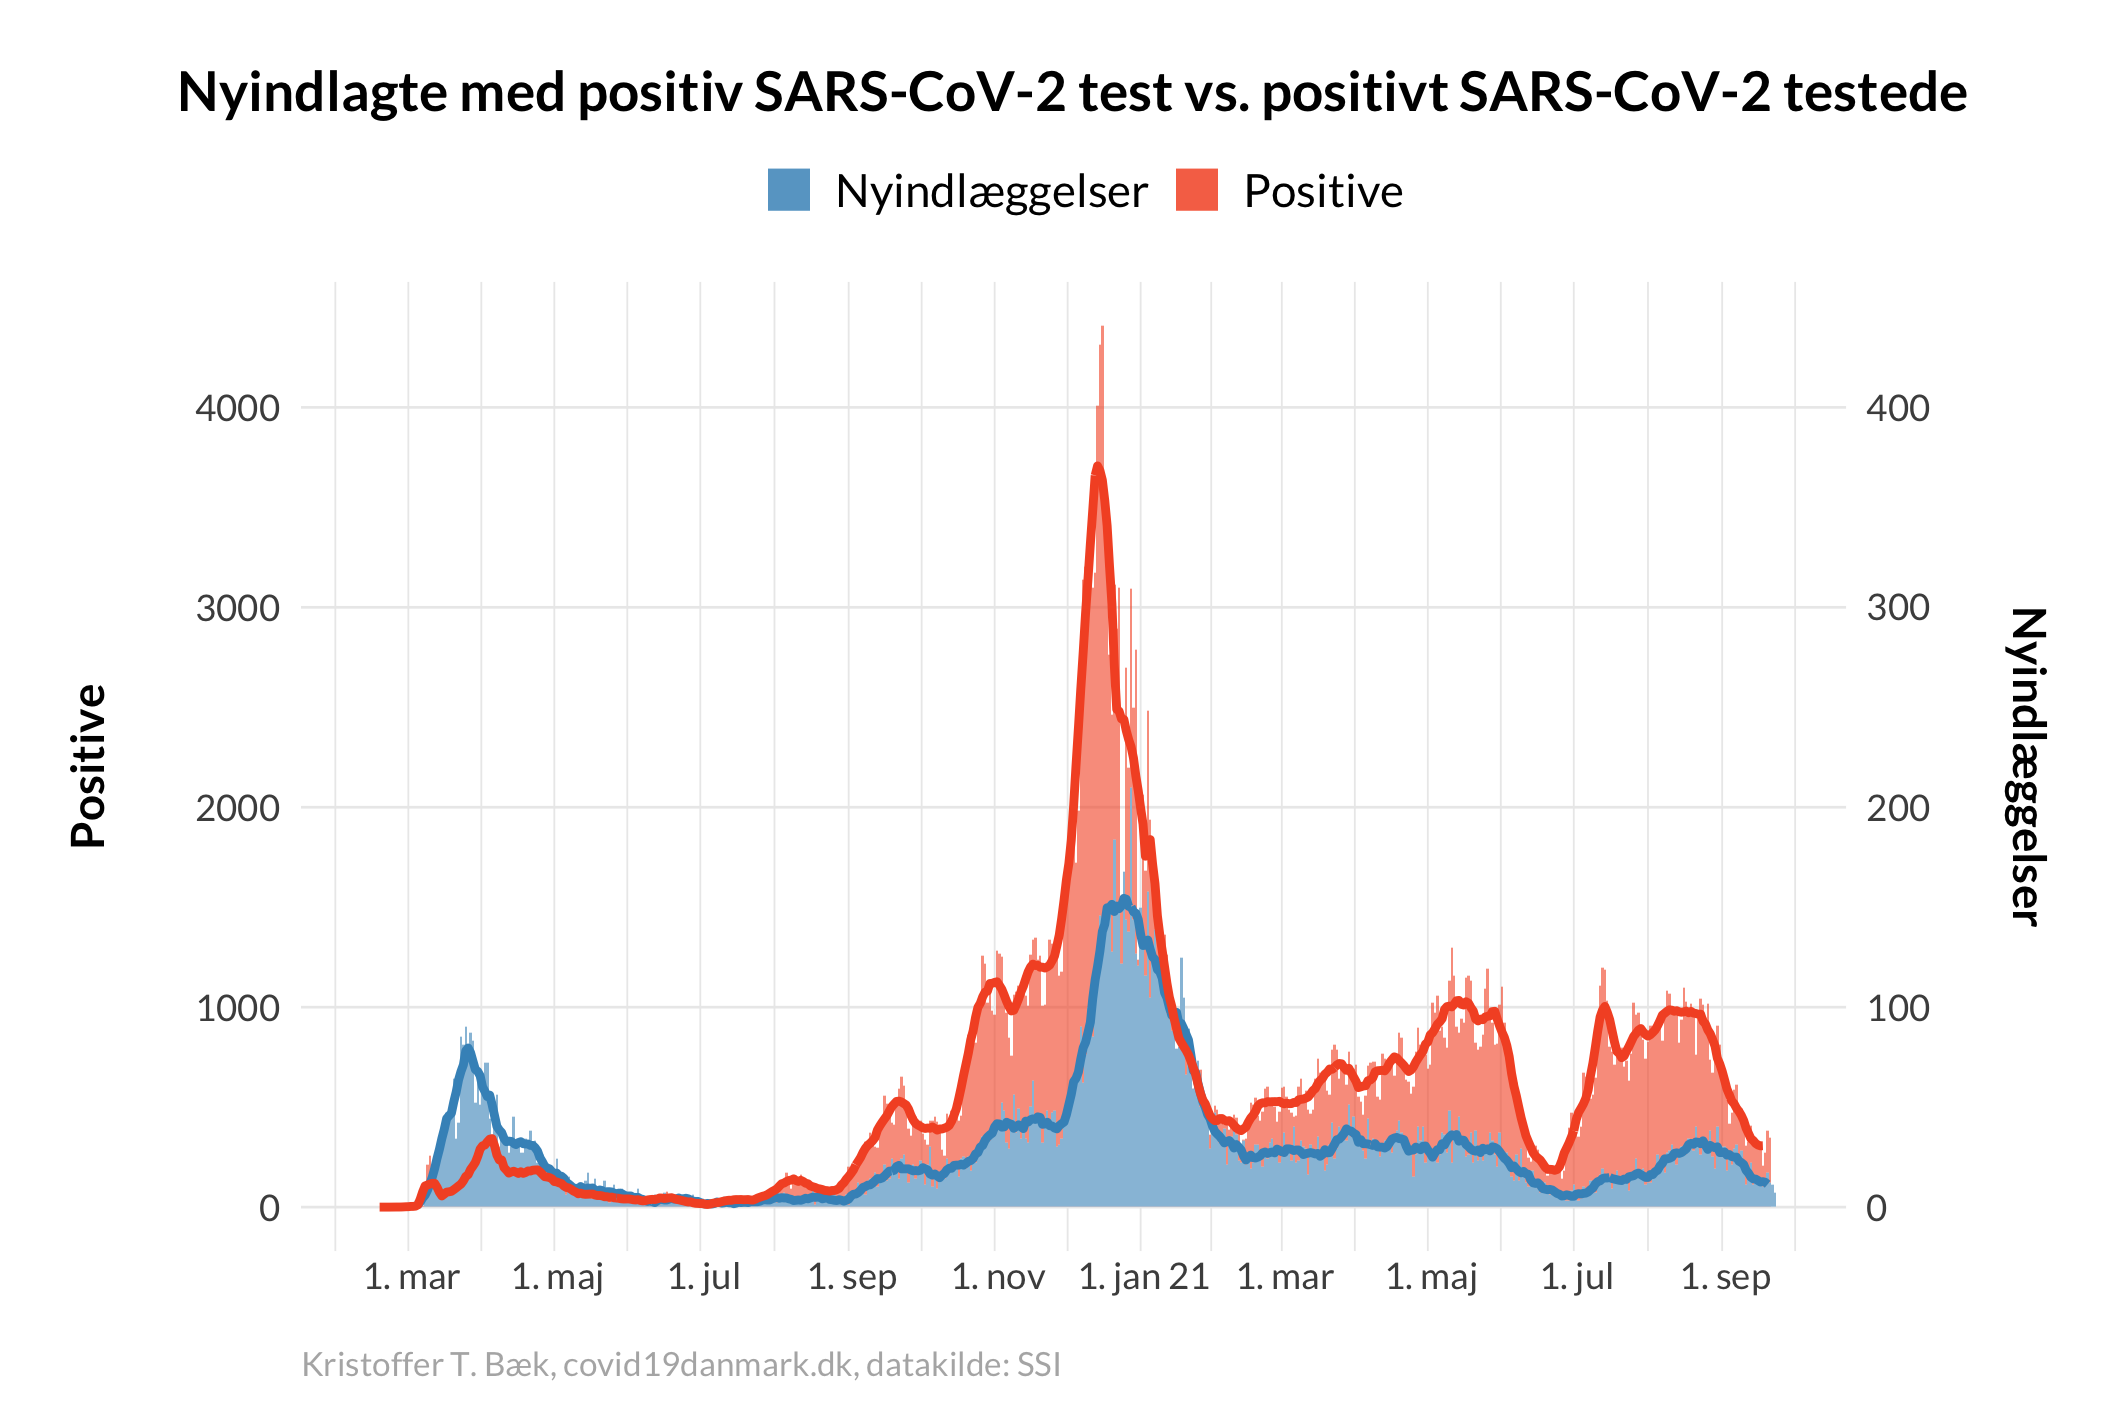 Nyindlagte med positiv SARS-CoV-2 test vs. positivt SARS-CoV-2 testede
Nyindlæggelser
Positive
4000
3000
2000
1000
0
Positive
400
300
200
100
0
Nyindlæggelser
1. mar
1. maj
1. jul
1. sep
1. nov
1. jan 21
1. mar
1. maj
1. jul
1. sep
Kristoffer T. Bæk, covid19danmark.dk, datakilde: SSI